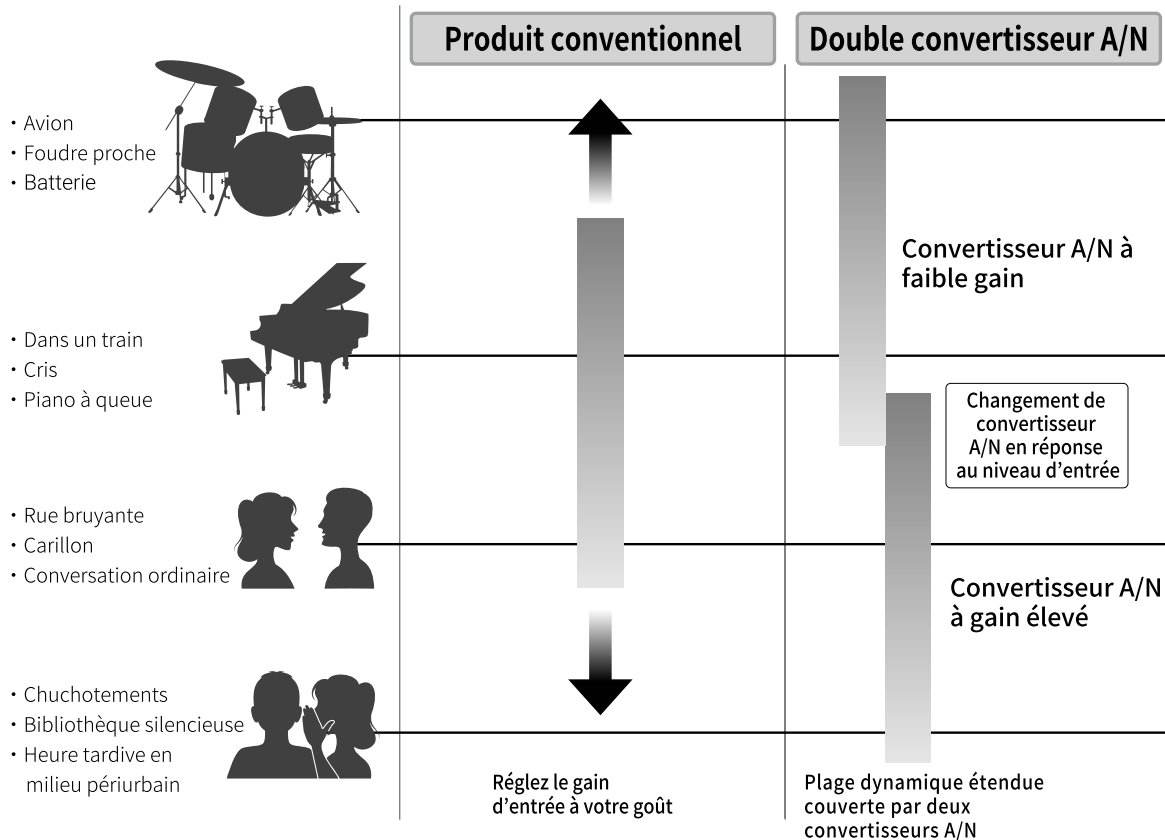 Produit conventionnel
Double convertisseur A/N
・Avion
・Foudre proche
・Batterie
Convertisseur A/N à
faible gain
・Dans un train
・Cris
・Piano à queue
Changement de
convertisseur
A/N en réponse
au niveau d’entrée
・Rue bruyante
・Carillon
・Conversation ordinaire
Convertisseur A/N
à gain élevé
・Chuchotements
・Bibliothèque silencieuse
・Heure tardive en
milieu périurbain
Réglez le gain
d’entrée à votre goût
Plage dynamique étendue
couverte par deux
convertisseurs A/N